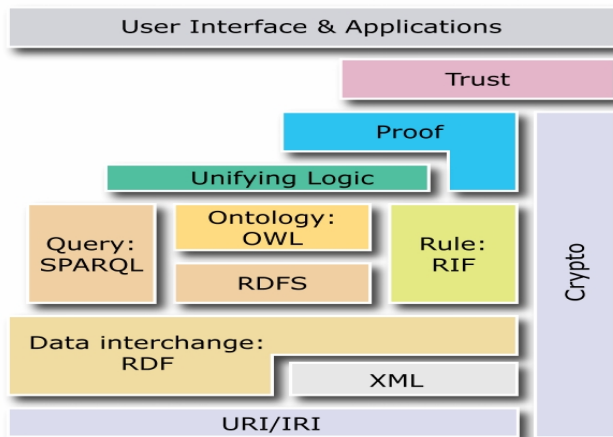 User Interface & Applications
Trust
Proof
Unifying Logic
Query:
SPARQL
Ontology:
OWL
RDFS
Rule:
RIF
Crypto
Data interchange:
RDF
XML
URI/IRI